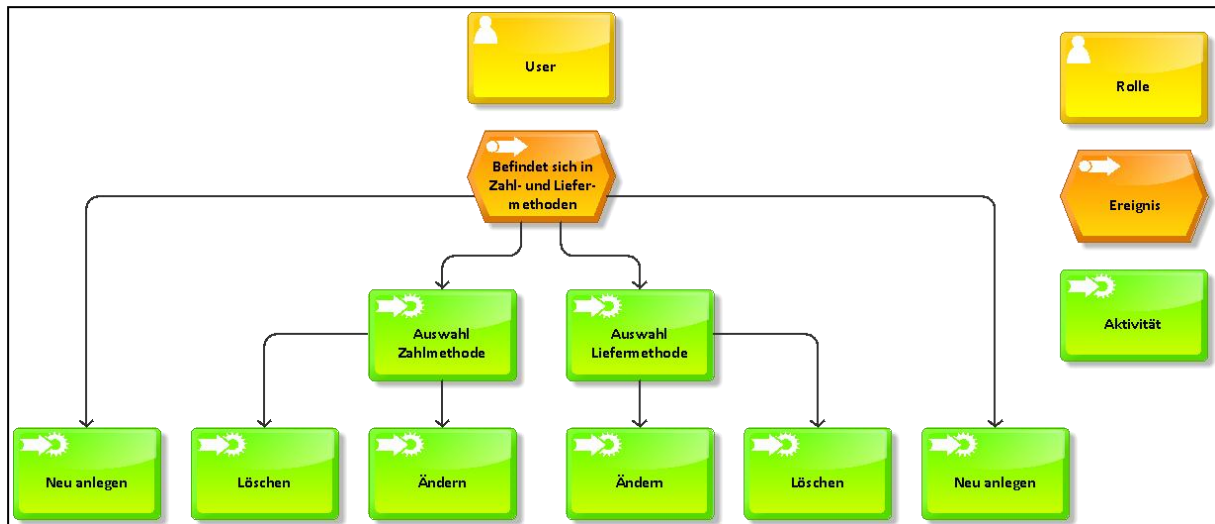 User
Rolle
Befindet sich in
Zahl- und Liefer-
methoden
Ereignis
Auswahl
Zahlmethode
Auswahl
Liefermethode
Aktivität
Neu anlegen
Löschen
Ändern
Ändern
Löschen
Neu anlegen